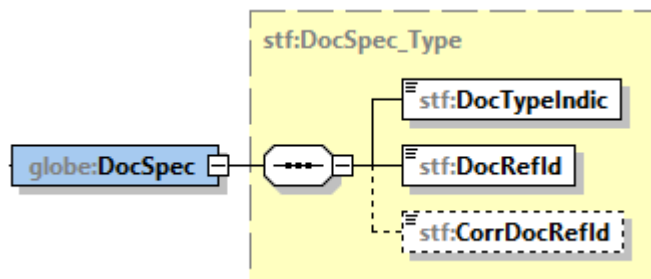 stf:DocSpec_Type
stf:DocTypeIndic
globe:DocSpec
stf:DocRefId
stf:CorrDocRefId